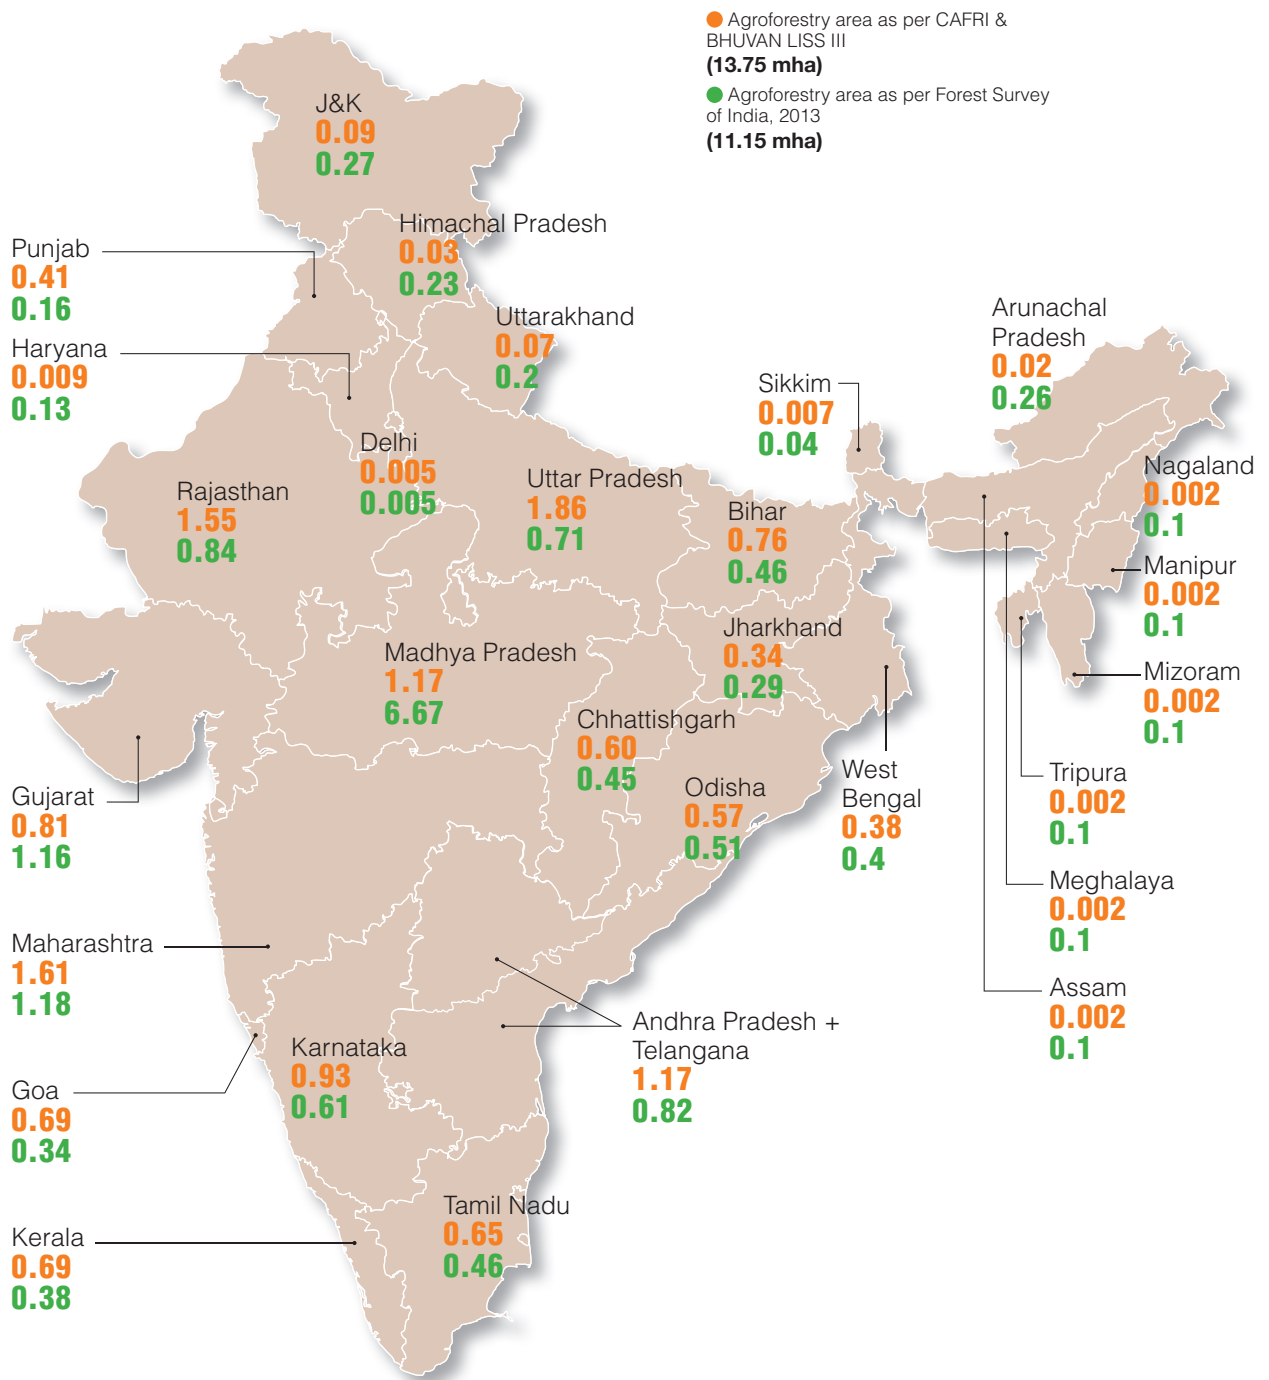 Agroforestry area as per CAFRI &
BHUVAN LISS III
(13.75 mha)
Agroforestry area as per Forest Survey
of India, 2013
(11.15 mha)
J&K
0.09
0.27
Himachal Pradesh
0.03
0.23
Punjab
0.41
0.16
Uttarakhand
0.07
0.2
Haryana
0.009
0.13
Arunachal
Pradesh
0.02
0.26
Sikkim
0.007
0.04
Delhi
0.005
0.005
Rajasthan
1.55
0.84
Uttar Pradesh
1.86
0.71
Bihar
0.76
0.46
Nagaland
0.002
0.1
Manipur
0.002
0.1
Jharkhand
0.34
0.29
Madhya Pradesh
1.17
6.67
Mizoram
0.002
0.1
Chhattishgarh
0.60
0.45
Odisha
0.57
0.51
West
Bengal
0.38
0.4
Tripura
0.002
0.1
Gujarat
0.81
1.16
Meghalaya
0.002
0.1
Maharashtra
1.61
1.18
Assam
0.002
0.1
Andhra Pradesh +
Telangana
1.17
0.82
Karnataka
0.93
0.61
Goa
0.69
0.34
Tamil Nadu
0.65
0.46
Kerala
0.69
0.38